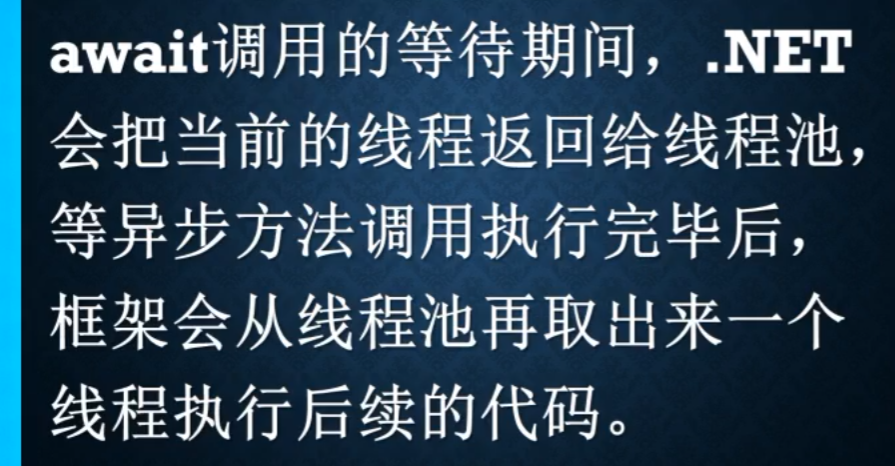 await调用的等待期间，.NET
会把当前的线程返回给线程池，
等异步方法调用执行完毕后，
框架会从线程池再取出来一个
线程执行后续的代码。